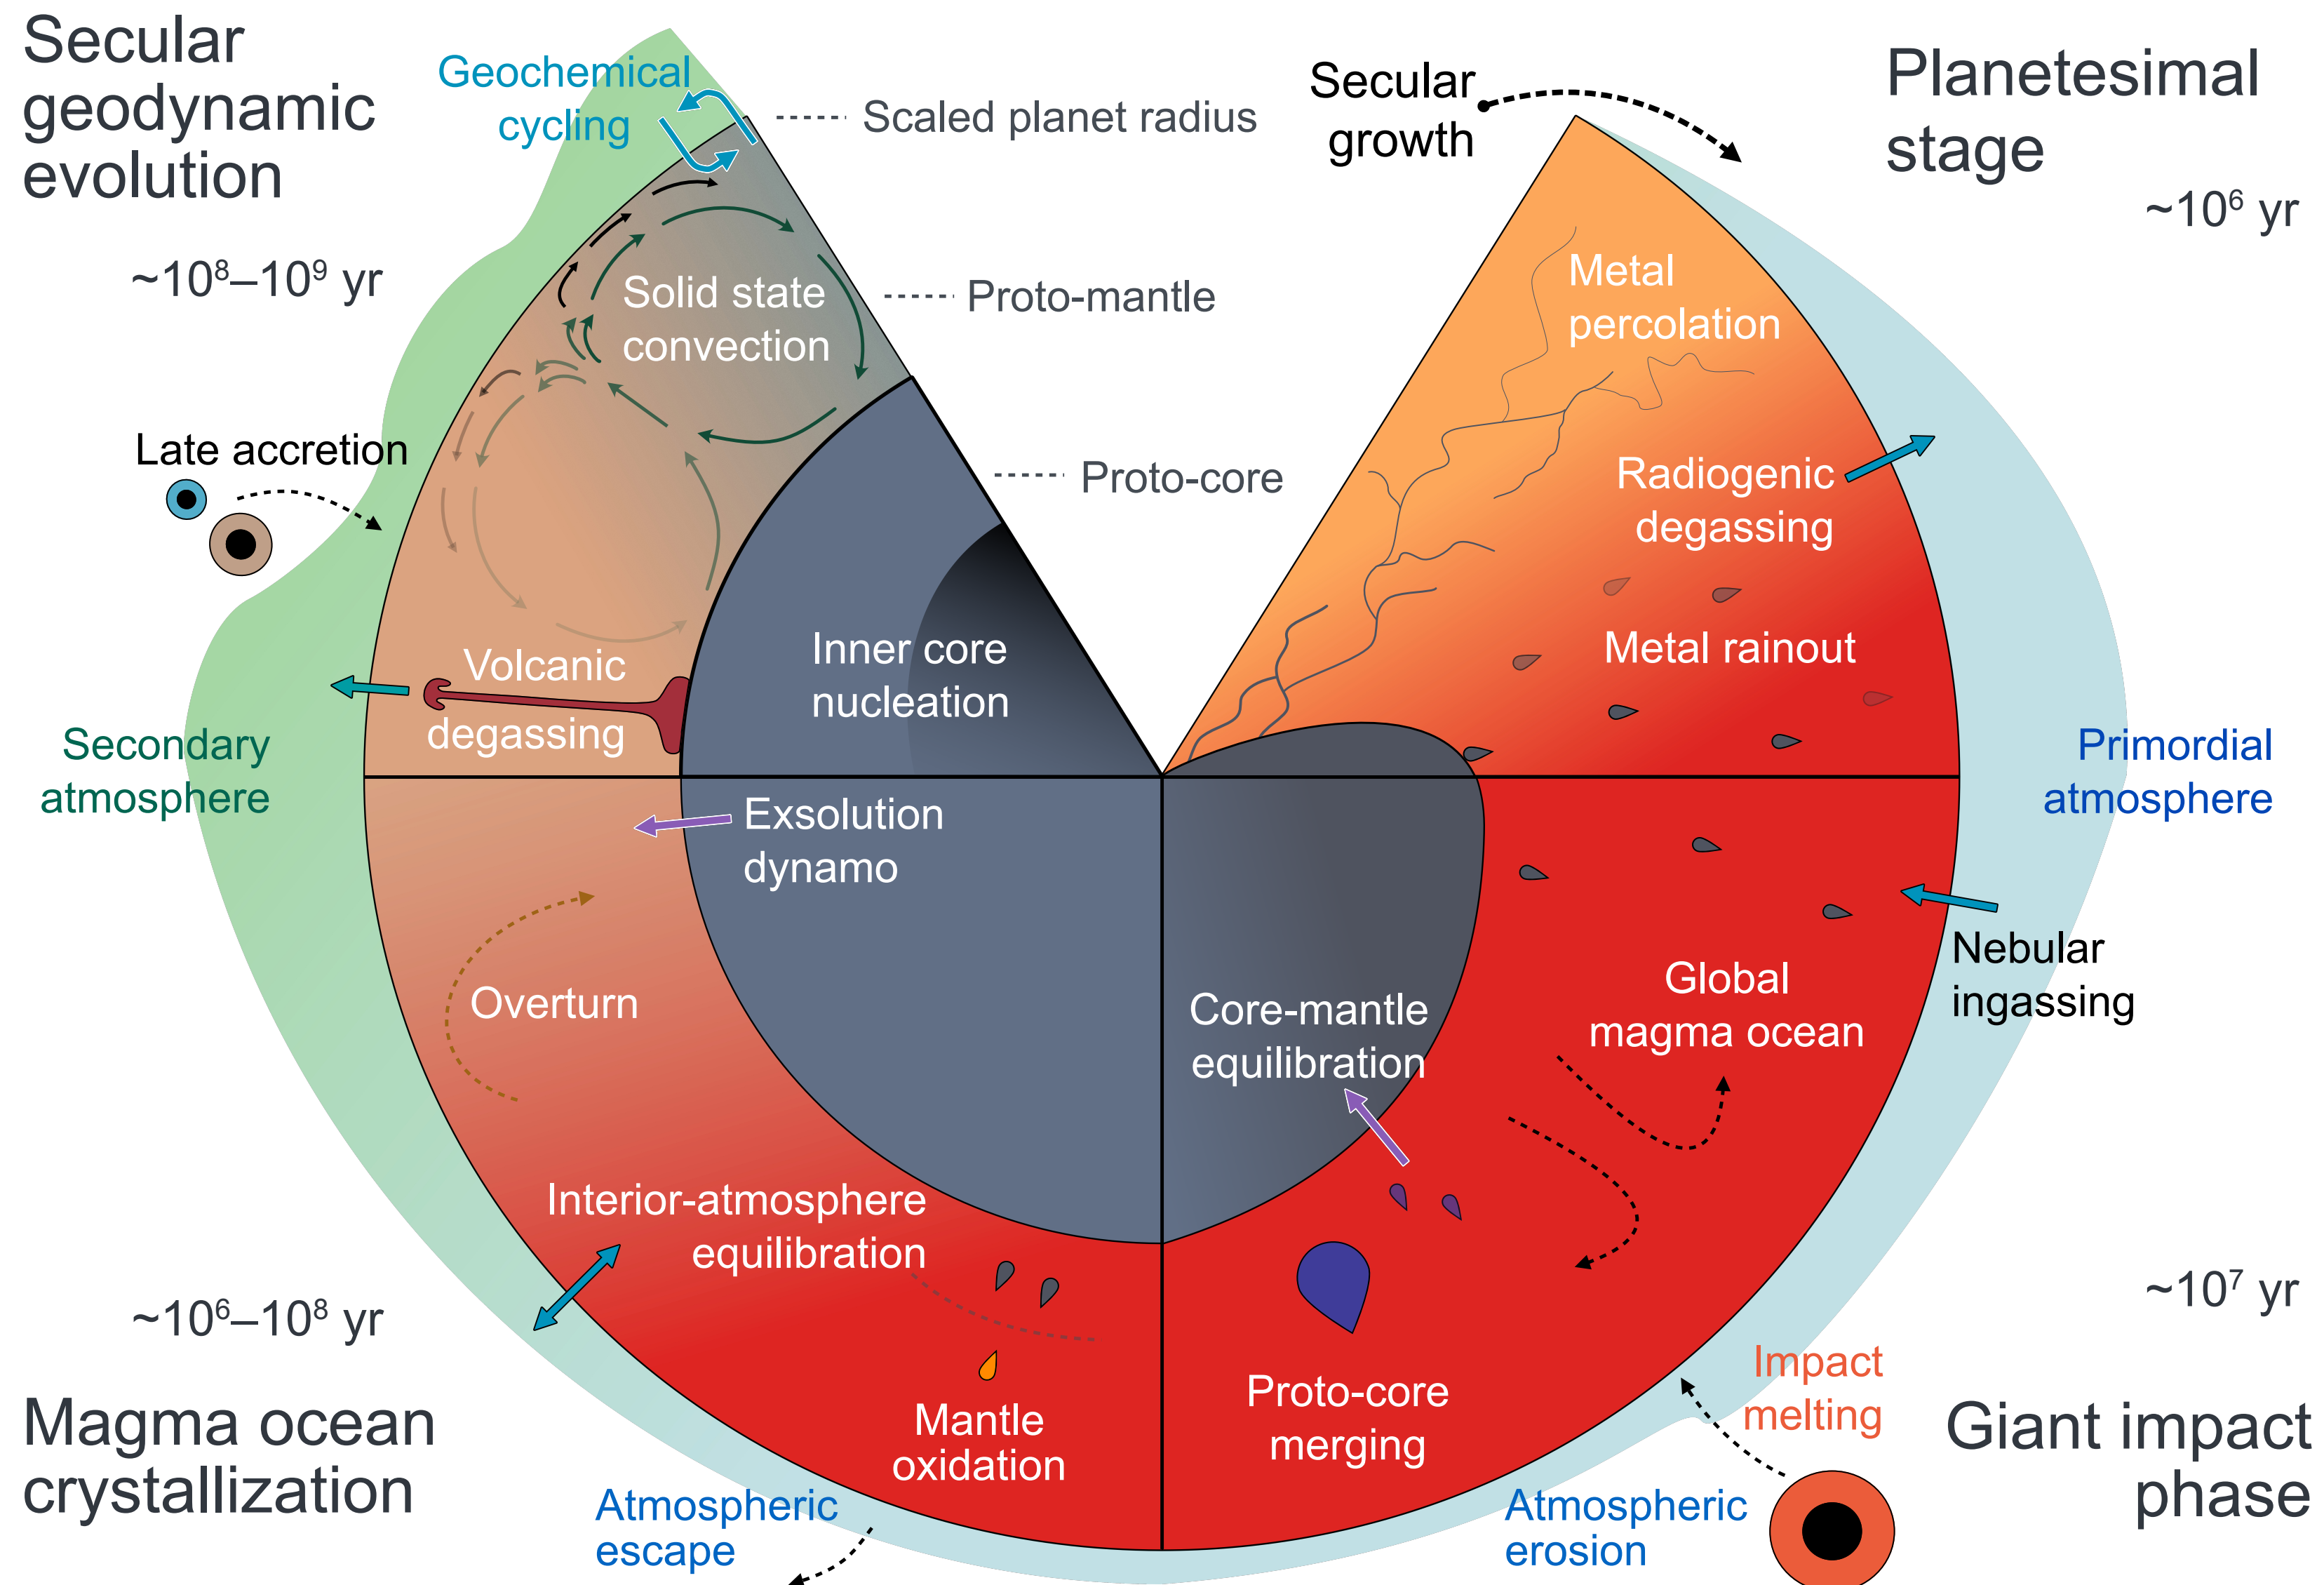 Secular
geodynamic
evolution
~10⁸–10⁹ yr
Geochemical
cycling
Scaled planet radius
Proto-mantle
Proto-core
Secular
growth
Planetesimal
stage
~10⁶ yr
Solid state
convection
Metal
percolation
Late accretion
Radiogenic
degassing
Volcanic
degassing
Inner core
nucleation
Metal rainout
Secondary
atmosphere
Primordial
atmosphere
Exsolution
dynamo
Overturn
Core-mantle
equilibration
Global
magma ocean
Nebular
ingassing
Interior-atmosphere
equilibration
~10⁶–10⁸ yr
~10⁷ yr
Magma ocean
crystallization
Mantle
oxidation
Proto-core
merging
Impact
melting
Giant impact
phase
Atmospheric
escape
Atmospheric
erosion